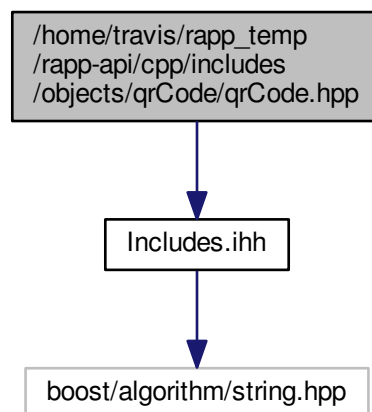 /home/travis/rapp_temp
/rapp-api/cpp/includes
/objects/qrCode/qrCode.hpp
Includes.ihh
boost/algorithm/string.hpp